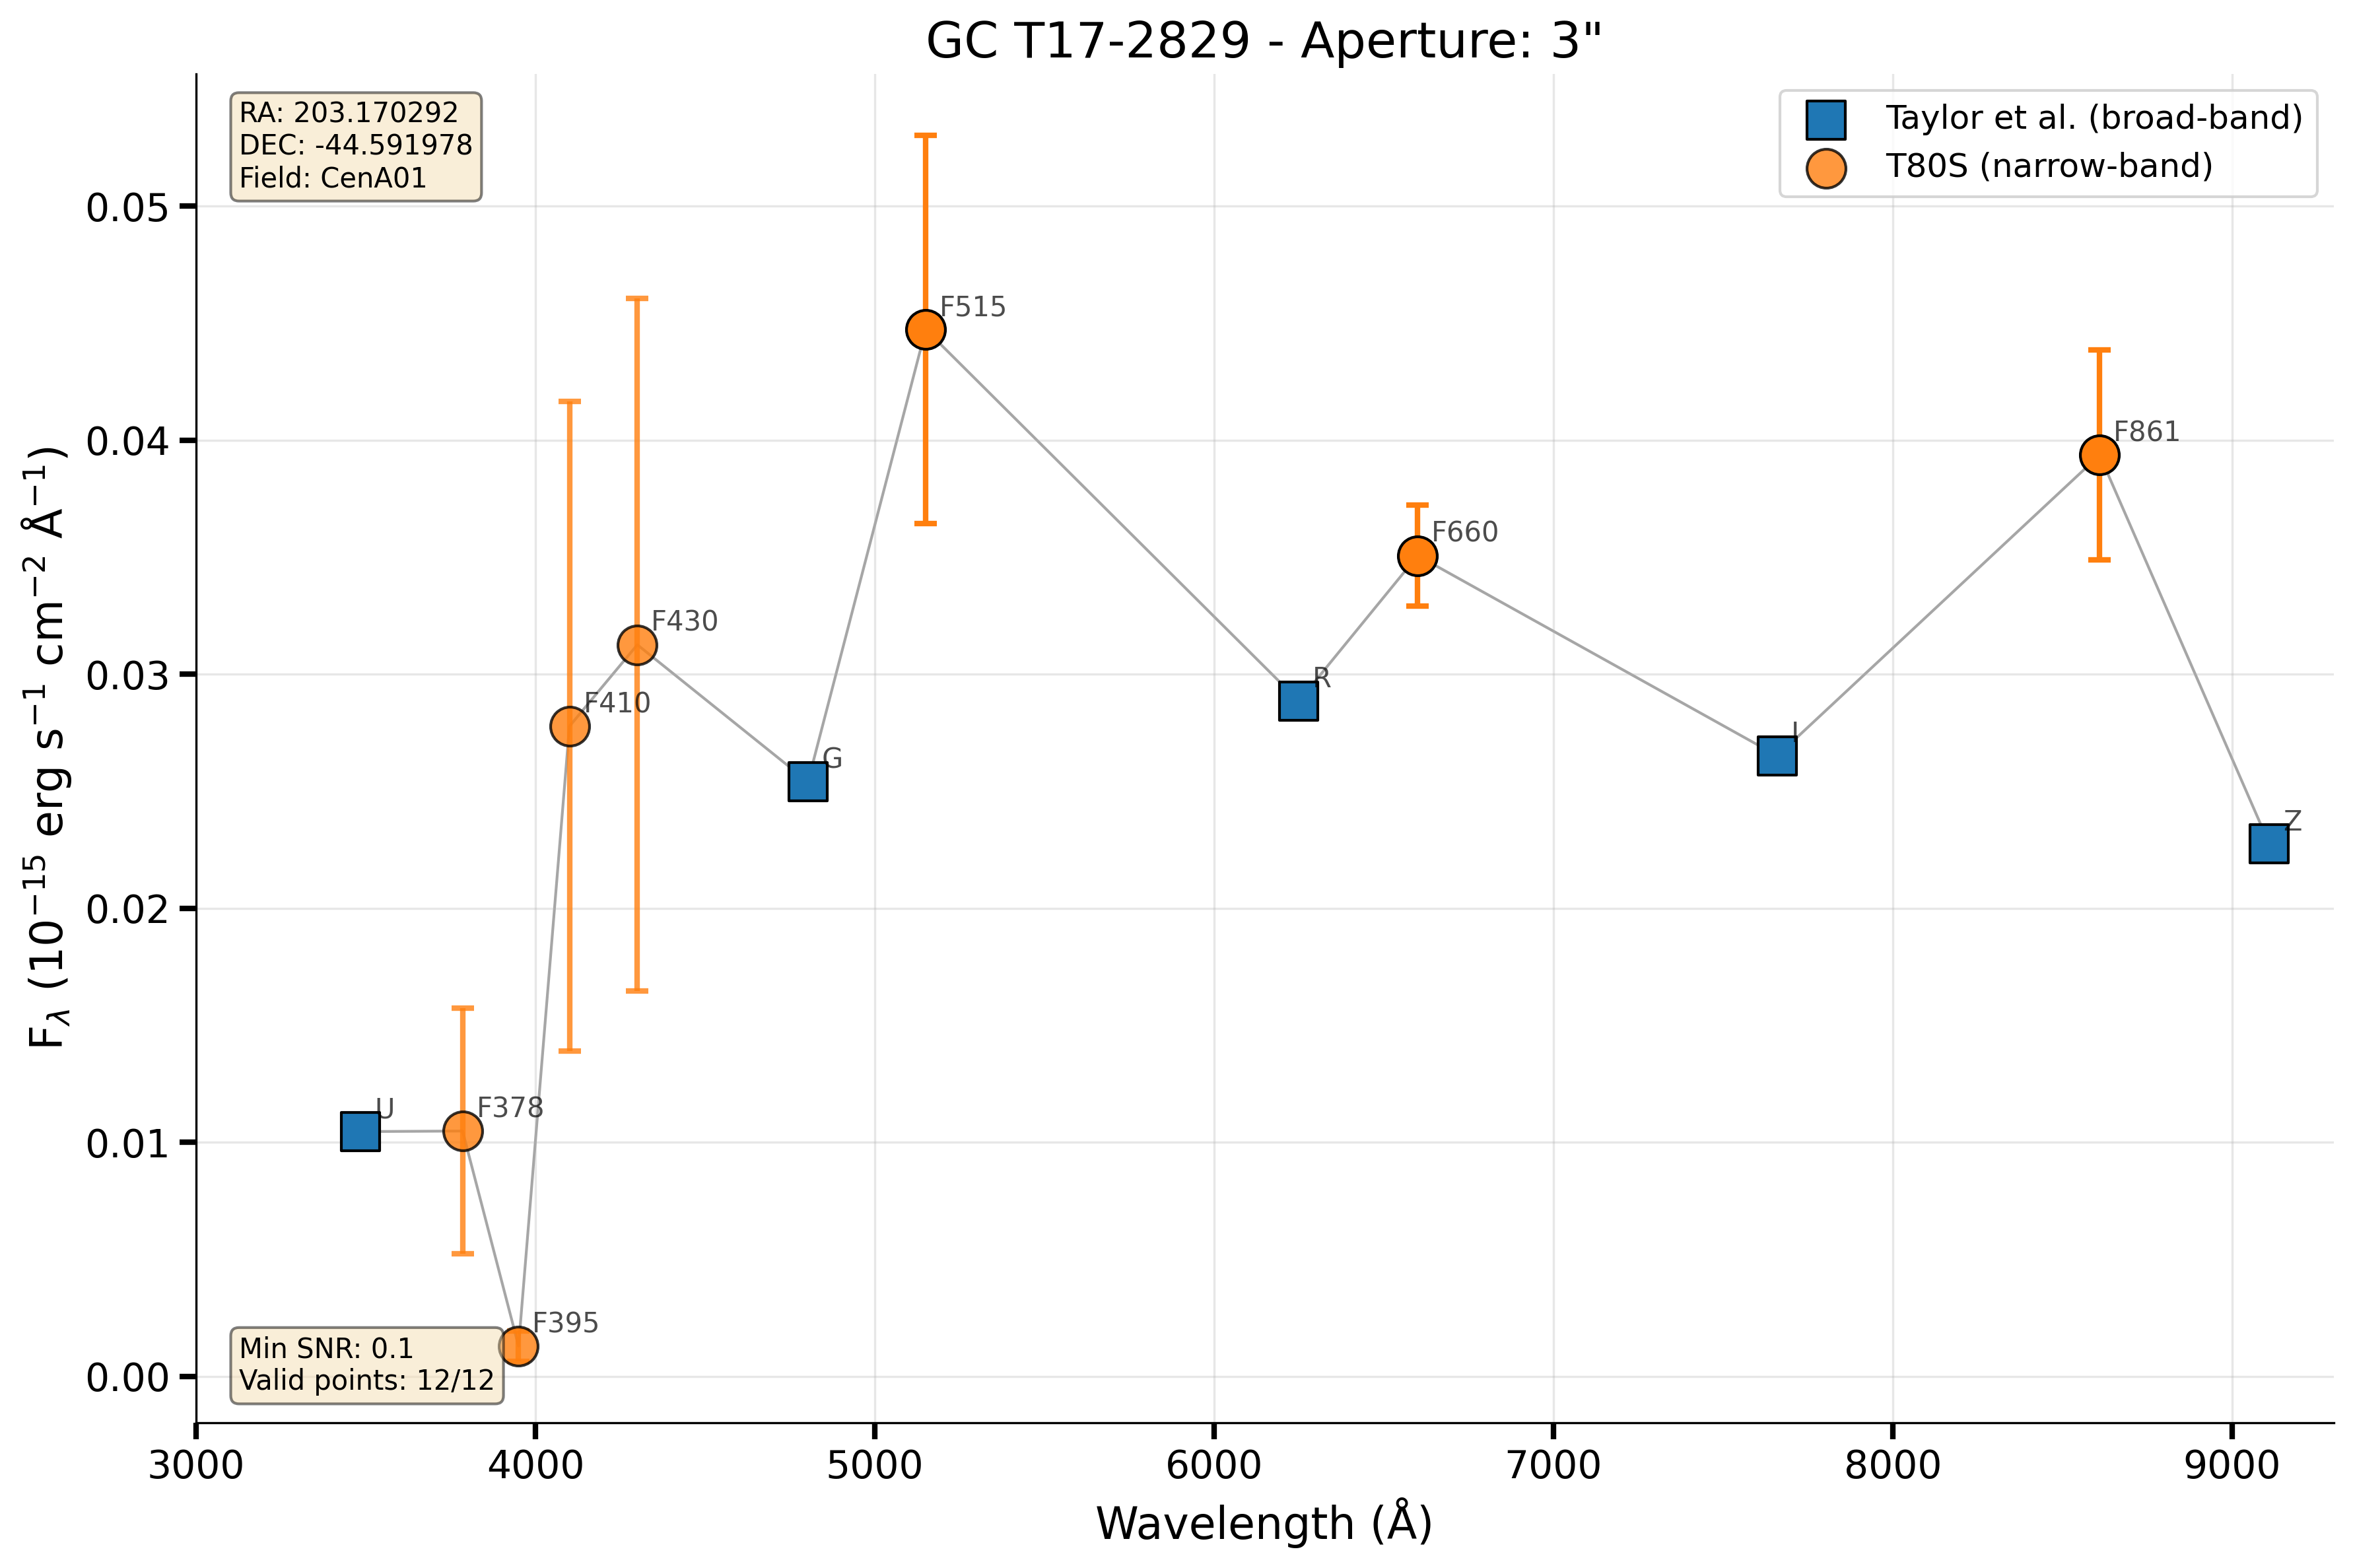 GC T17-2829 - Aperture: 3"
RA: 203.170292
DEC: -44.591978
Field: CenA01
Taylor et al. (broad-band)
T80S (narrow-band)
0.05
0.04
0.03
0.02
0.01
0.00
F515
F861
F660
F430
R
F410
I
G
Z
U
F378
F395
Min SNR: 0.1
Valid points: 12/12
3000 4000 5000 6000 7000 8000 9000
Wavelength (Å)
Fλ (10⁻¹⁵ erg s⁻¹ cm⁻² Å⁻¹)